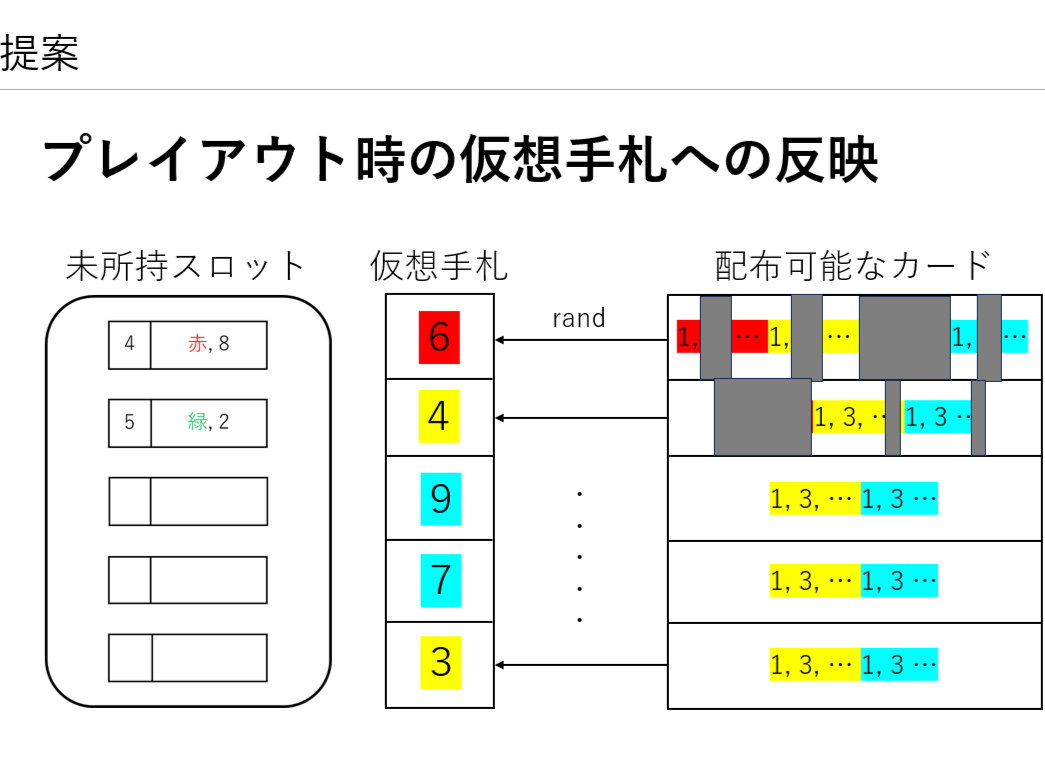 提案
プレイアウト時の仮想手札への反映
未所持スロット
仮想手札
配布可能なカード
4 赤, 8
5 緑, 2
6
4
9
7
3
rand
1, … 1, … 1, …
1, 3, ‥ 1, 3 ‥
1, 3, … 1, 3 …
1, 3, … 1, 3 …
1, 3, … 1, 3 …